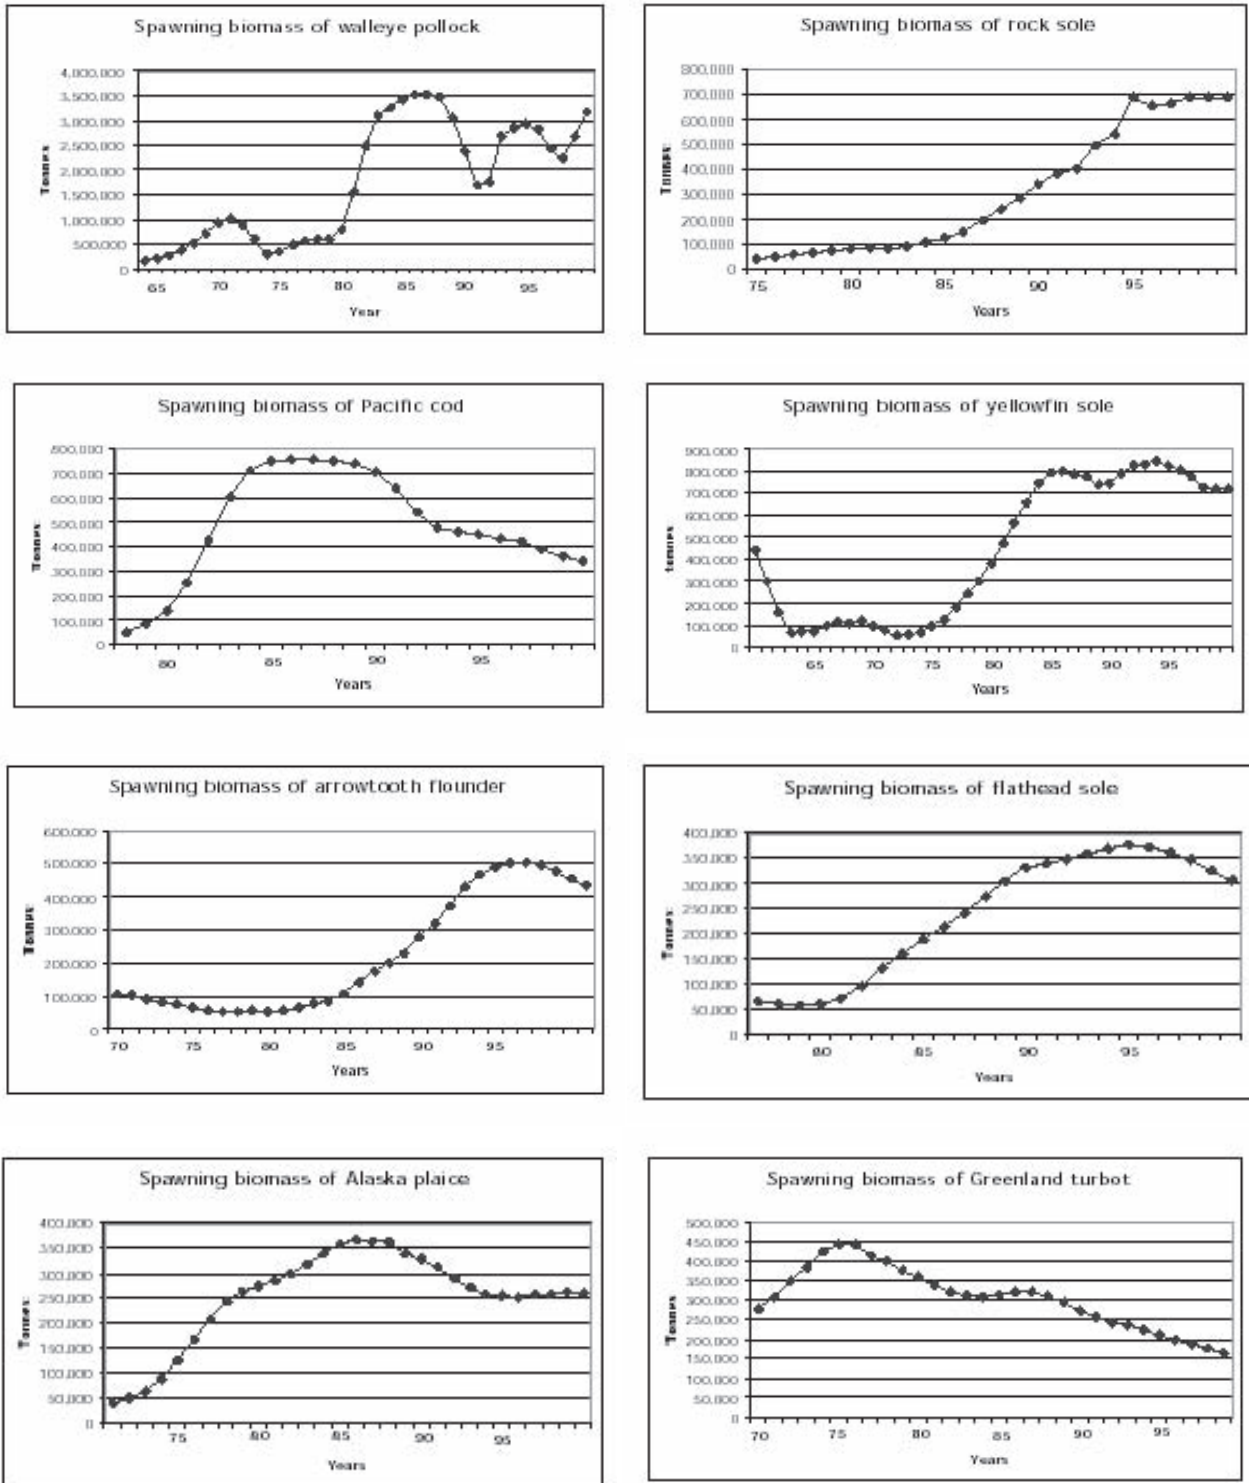 Spawning biomass of walleye pollock
4,000,000
3,500,000
3,000,000
2,500,000
2,000,000
1,500,000
1,000,000
500,000
0
Tonnes
65 70 75 80 85 90 95
Year
Spawning biomass of rock sole
800,000
700,000
600,000
500,000
400,000
300,000
200,000
100,000
0
Tonnes
75 80 85 90 95
Years
Spawning biomass of Pacific cod
800,000
700,000
600,000
500,000
400,000
300,000
200,000
100,000
0
Tonnes
80 85 90 95
Years
Spawning biomass of yellowfin sole
900,000
800,000
700,000
600,000
500,000
400,000
300,000
200,000
100,000
0
tonnes
65 70 75 80 85 90 95
Years
Spawning biomass of arrowtooth flounder
600,000
500,000
400,000
300,000
200,000
100,000
0
Tonnes
70 75 80 85 90 95
Years
Spawning biomass of flathead sole
400,000
350,000
300,000
250,000
200,000
150,000
100,000
50,000
0
Tonnes
80 85 90 95
Years
Spawning biomass of Alaska plaice
400,000
350,000
300,000
250,000
200,000
150,000
100,000
50,000
0
Tonnes
75 80 85 90 95
Years
Spawning biomass of Greenland turbot
500,000
450,000
400,000
350,000
300,000
250,000
200,000
150,000
100,000
50,000
0
Tonnes
70 75 80 85 90 95
Years